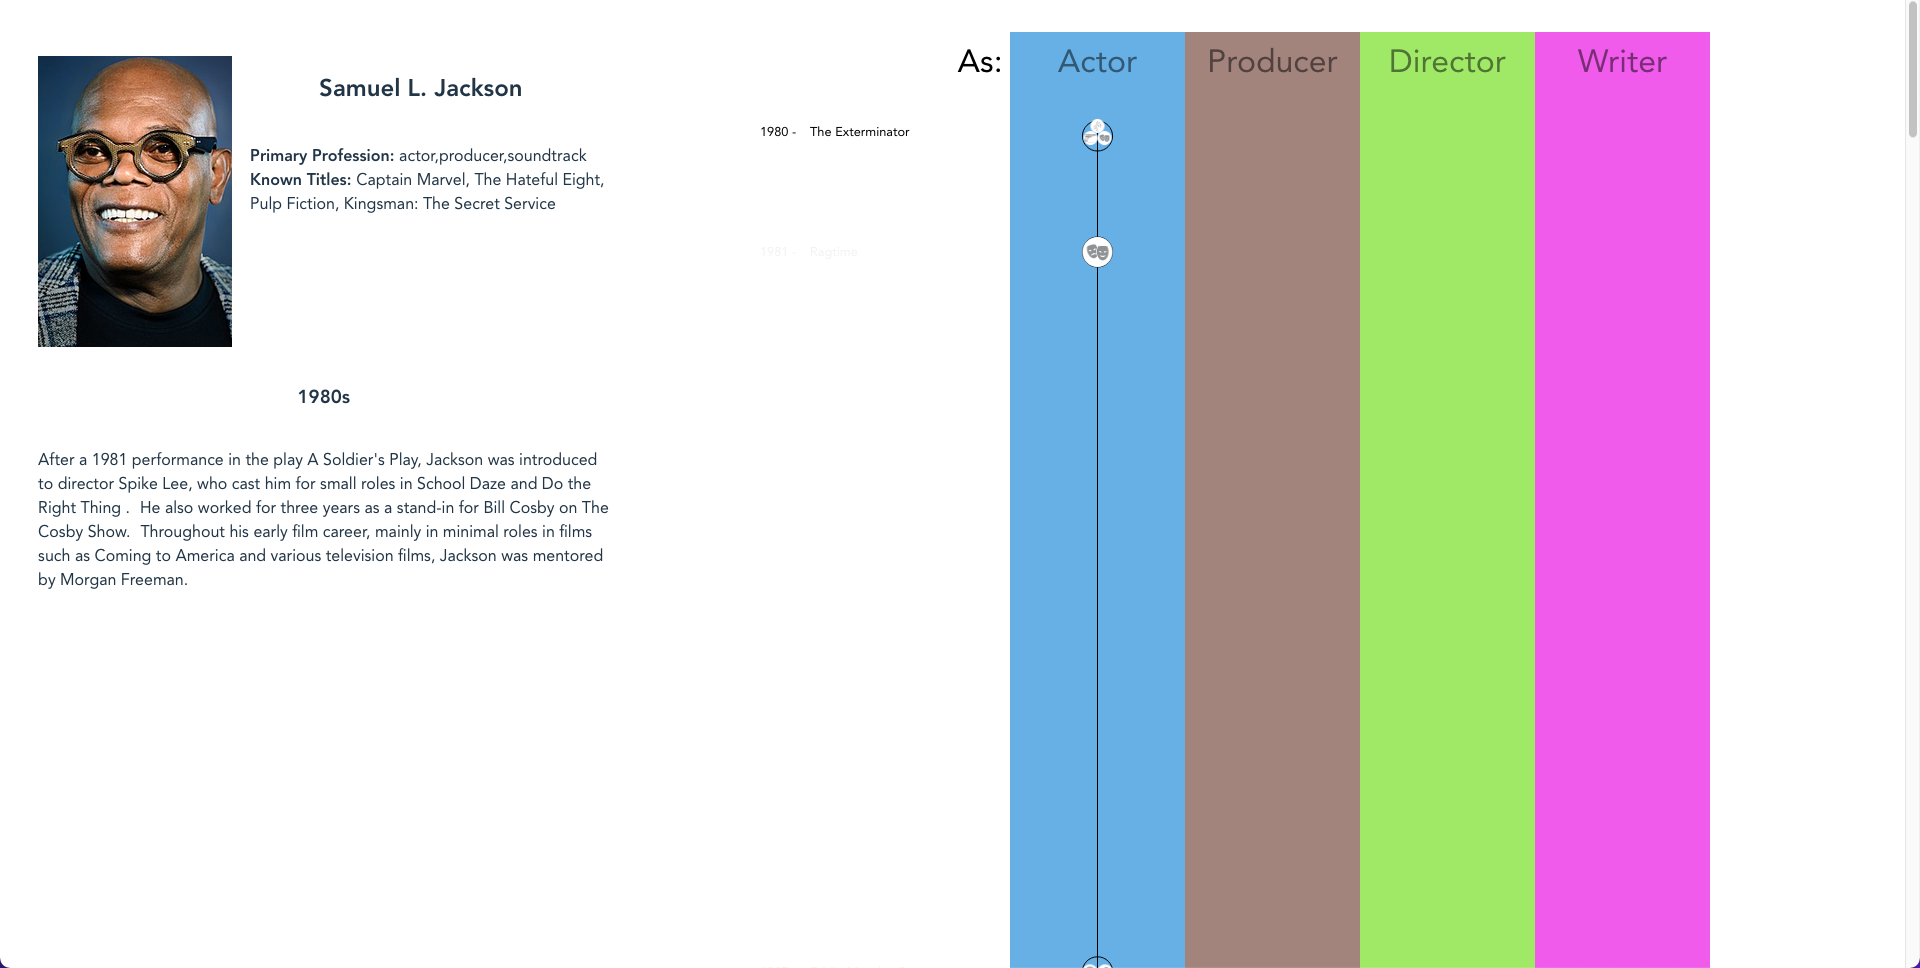 Samuel L. Jackson
Primary Profession: actor,producer,soundtrack
Known Titles: Captain Marvel, The Hateful Eight,
Pulp Fiction, Kingsman: The Secret Service
1980s
After a 1981 performance in the play A Soldier's Play, Jackson was introduced
to director Spike Lee, who cast him for small roles in School Daze and Do the
Right Thing .  He also worked for three years as a stand-in for Bill Cosby on The
Cosby Show.  Throughout his early film career, mainly in minimal roles in films
such as Coming to America and various television films, Jackson was mentored
by Morgan Freeman.
As: Actor Producer Director Writer
1980 - The Exterminator
1981 - Ragtime